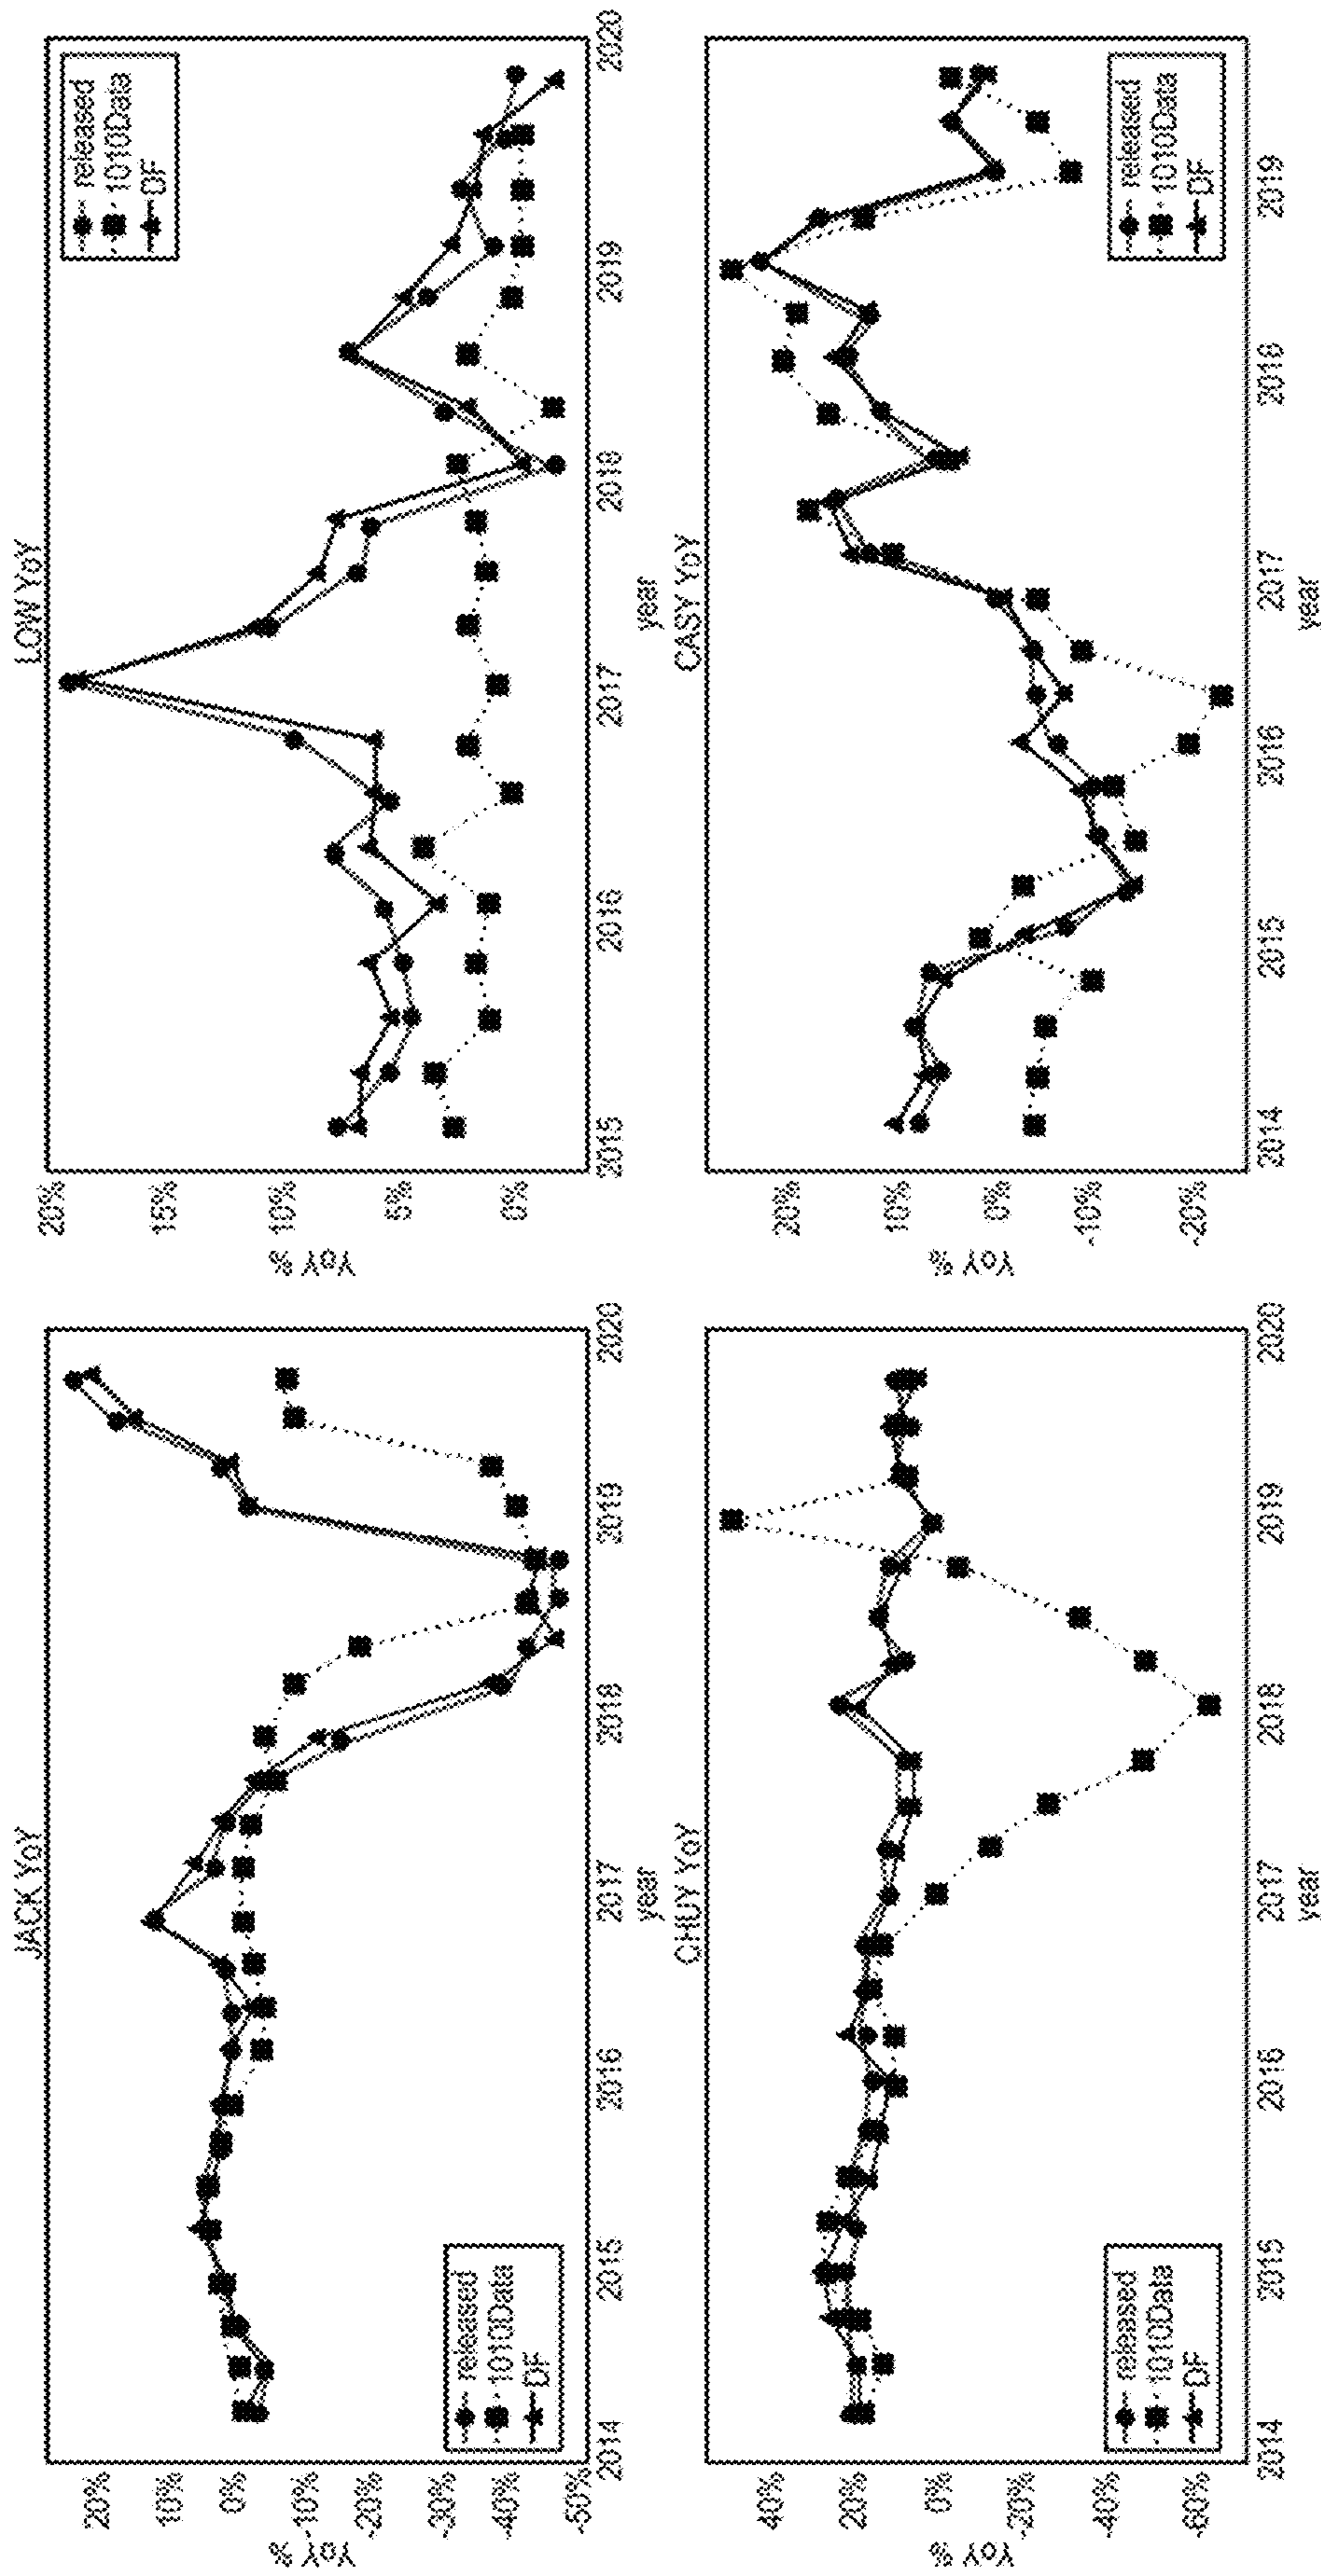 JACK YoY
YoY %
20%
10%
0%
-10%
-20%
-30%
-40%
-50%
released
1010Data
DF
2014 2015 2016 2017 2018 2019 2020
year
LOW YoY
YoY %
20%
15%
10%
5%
0%
released
1010Data
DF
2015 2016 2017 2018 2019 2020
year
CHUY YoY
YoY %
40%
20%
0%
-20%
-40%
-60%
released
1010Data
DF
2014 2015 2016 2017 2018 2019 2020
year
CASY YoY
YoY %
20%
10%
0%
-10%
-20%
released
1010Data
DF
2014 2015 2016 2017 2018 2019
year